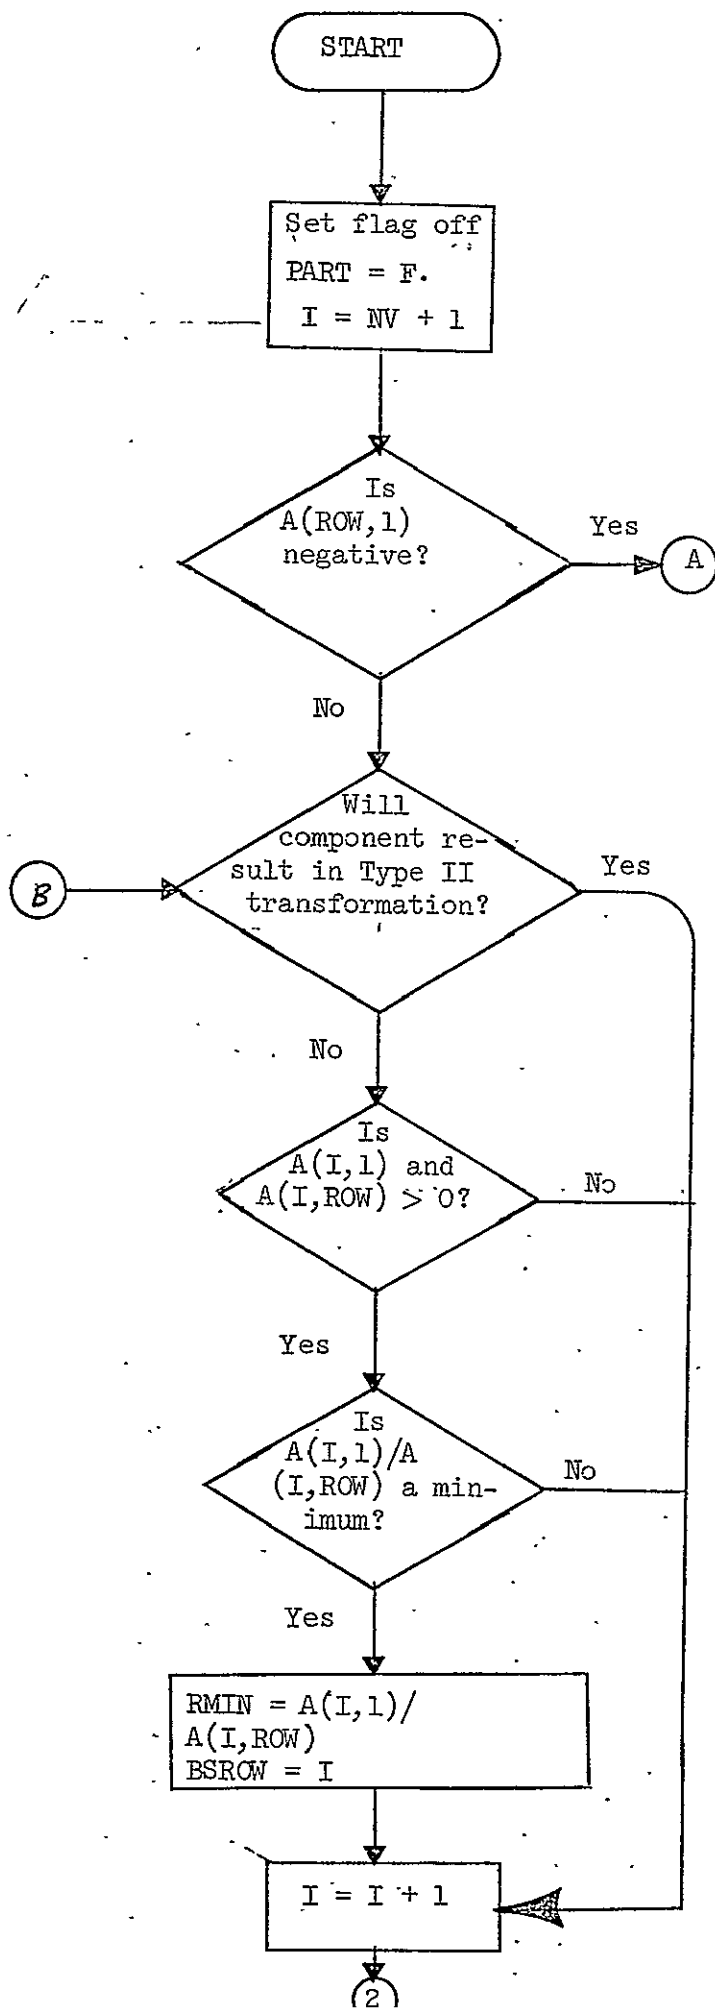 START
Set flag off
PART = F.
I = NV + 1
Is
A(ROW,1)
negative?
Yes
A
No
Will
component re-
sult in Type II
transformation?
Yes
B
No
Is
A(I,1) and
A(I,ROW) > 0?
No
Yes
Is
A(I,1)/A
(I,ROW) a min-
imum?
No
Yes
RMIN = A(I,1)/
A(I,ROW)
BSROW = I
I = I + 1
2